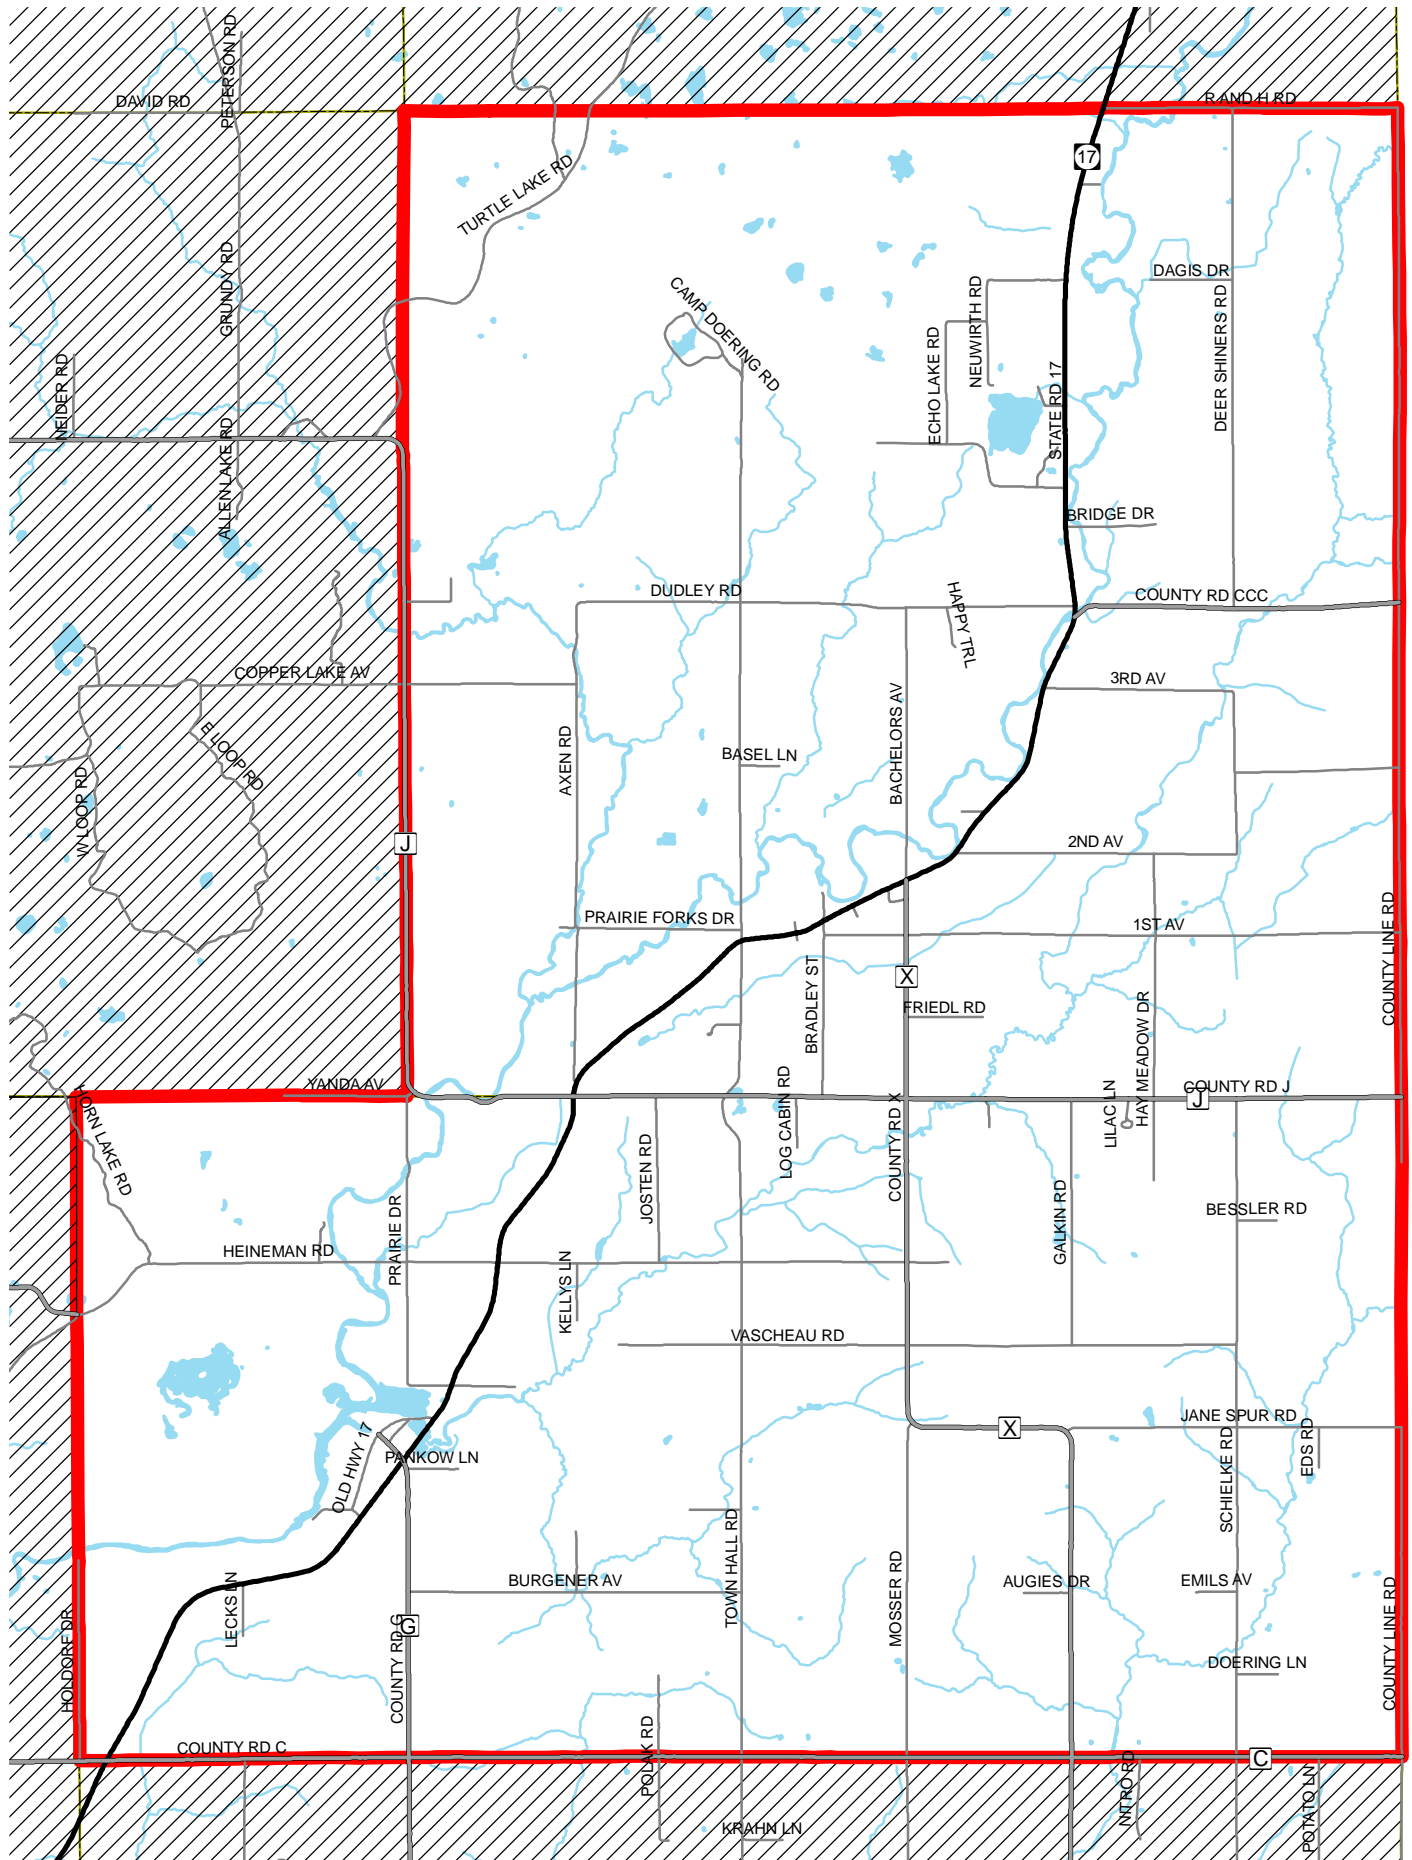 PETERSON RD
DAVID RD
R AND H RD
17
TURTLE LAKE RD
GRUNDY RD
DAGIS DR
CAMP DOERING RD
NEUWIRTH RD
DEER SHINERS RD
ECHO LAKE RD
NEIDER RD
STATE RD 17
ALLEN LAKE RD
BRIDGE DR
DUDLEY RD
HAPPY TRL
COUNTY RD CCC
COPPER LAKE AV
3RD AV
E LOOP RD
BACHELORS AV
AXEN RD
BASEL LN
W LOOP RD
J
2ND AV
PRAIRIE FORKS DR
1ST AV
COUNTY LINE RD
X
BRADLEY ST
FRIEDL RD
HAY MEADOW DR
YANDA AV
COUNTY RD J
J
HORN LAKE RD
LOG CABIN RD
LILAC LN
COUNTY RD X
JOSTEN RD
BESSLER RD
GALKIN RD
PRAIRIE DR
HEINEMAN RD
KELLYS LN
VASCHEAU RD
JANE SPUR RD
X
OLD HWY 17
PANKOW LN
EDS RD
SCHIELKE RD
TOWN HALL RD
BURGENER AV
AUGIES DR
EMILS AV
MOSSER RD
LECKS LN
G
COUNTY RD G
HOLDORF DR
DOERING LN
COUNTY LINE RD
COUNTY RD C
POLAK RD
C
NITRO RD
POTATO LN
KRAHN LN